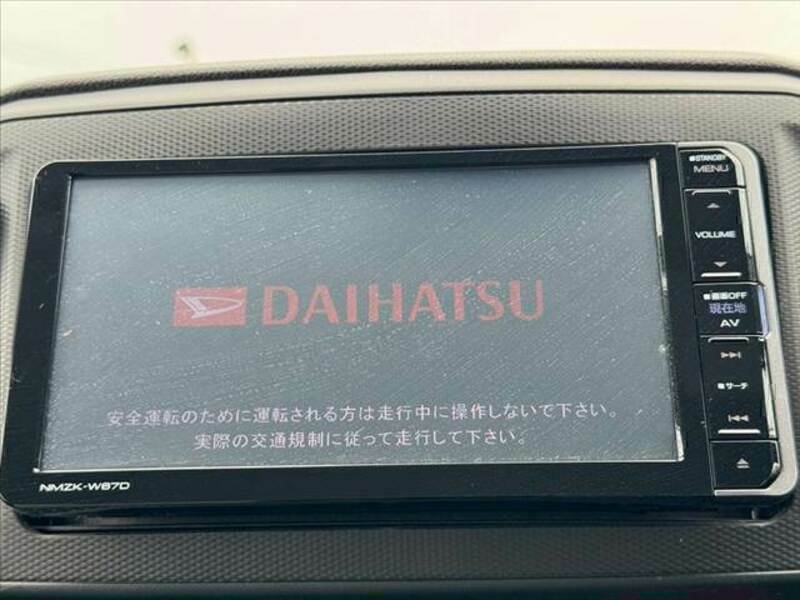 DAIHATSU
安全運転のために運転される方は走行中に操作しないで下さい。
実際の交通規制に従って走行して下さい。
NMZK-W67D
■STANDBY
MENU
VOLUME
■画面OFF
現在地
AV
■サーチ